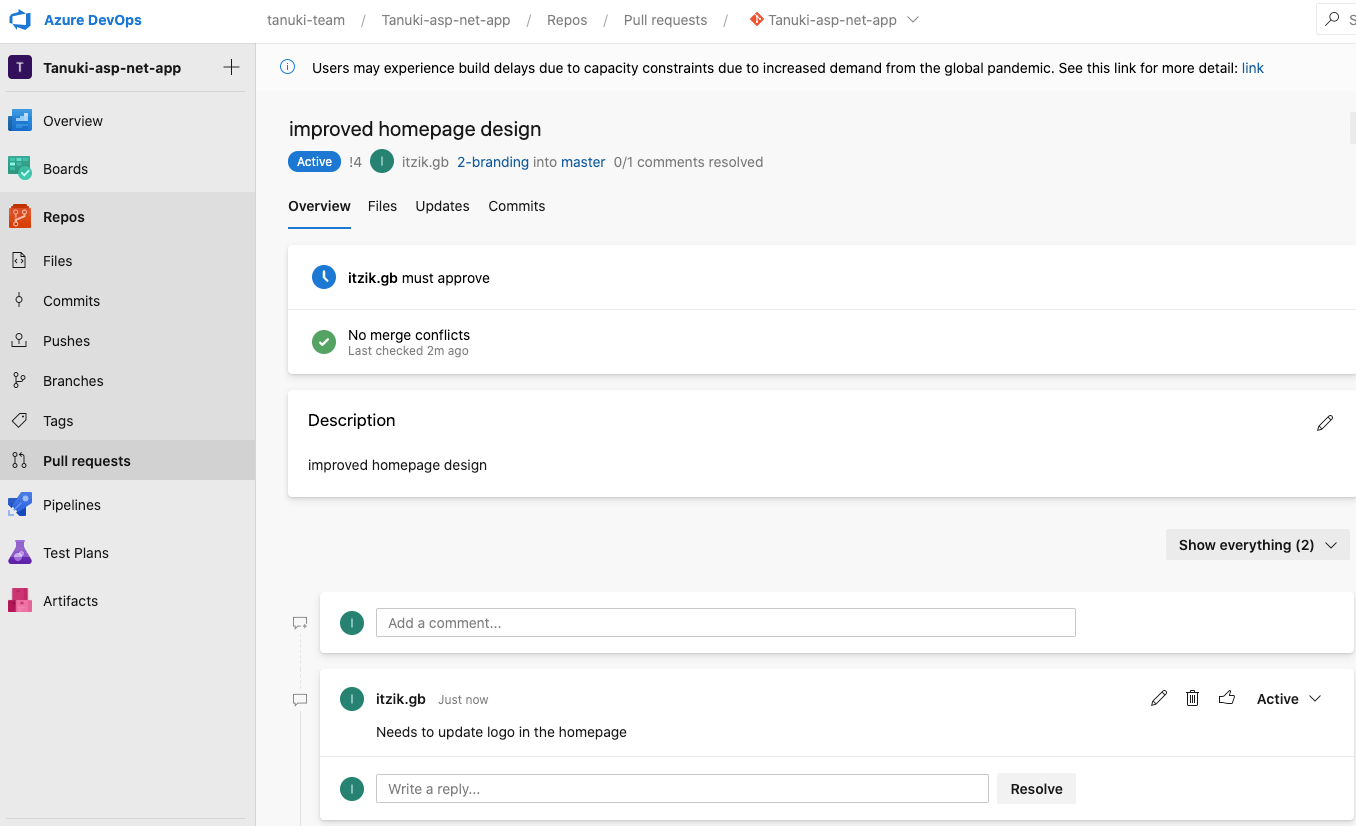 Azure DevOps
tanuki-team / Tanuki-asp-net-app / Repos / Pull requests / Tanuki-asp-net-app
S
T Tanuki-asp-net-app
Overview
Boards
Repos
Files
Commits
Pushes
Branches
Tags
Pull requests
Pipelines
Test Plans
Artifacts
Users may experience build delays due to capacity constraints due to increased demand from the global pandemic. See this link for more detail: link
improved homepage design
Active !4 I itzik.gb 2-branding into master 0/1 comments resolved
Overview Files Updates Commits
itzik.gb must approve
No merge conflicts
Last checked 2m ago
Description
improved homepage design
Show everything (2)
I Add a comment...
I itzik.gb Just now Active
Needs to update logo in the homepage
I Write a reply... Resolve